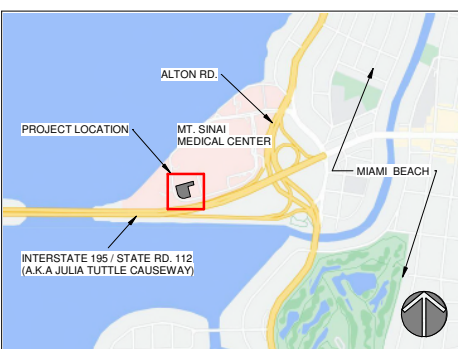 ALTON RD.
PROJECT LOCATION
MT. SINAI
MEDICAL CENTER
MIAMI BEACH
INTERSTATE 195 / STATE RD. 112
(A.K.A JULIA TUTTLE CAUSEWAY)